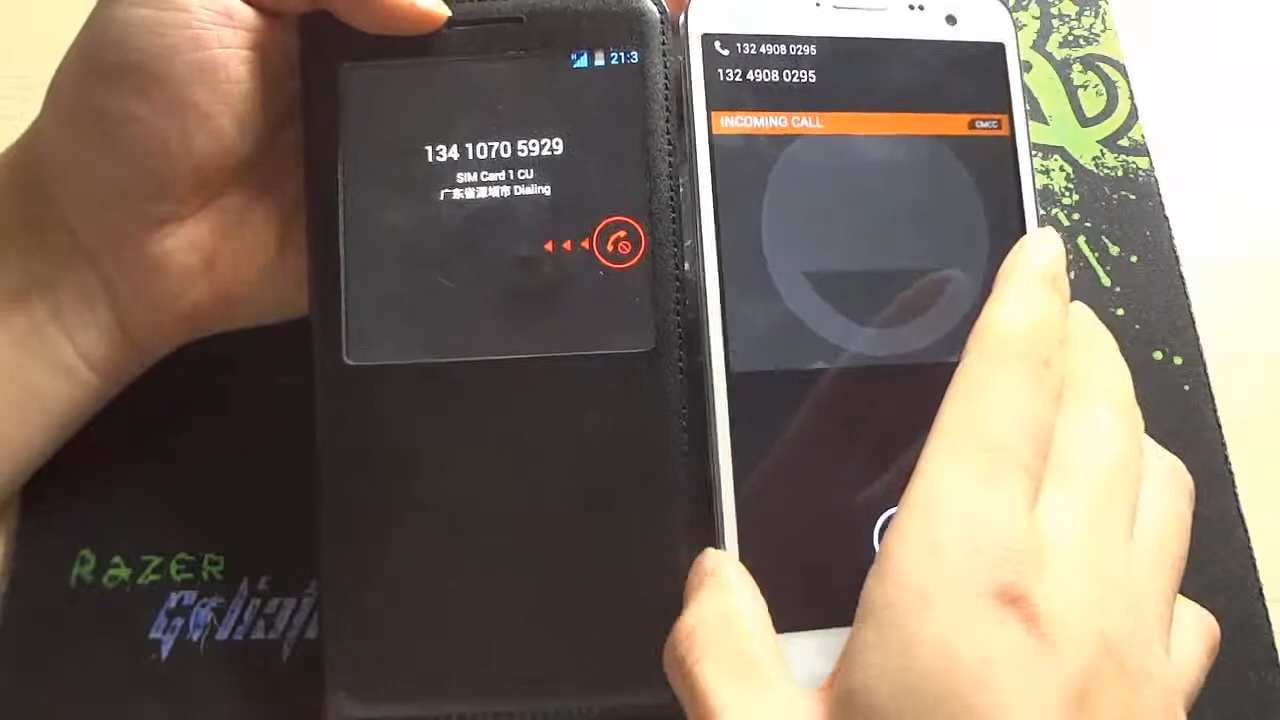 21:3
134 1070 5929
SIM Card 1 CU
广东省深圳市 Dialing
132 4908 0295
132 4908 0295
INCOMING CALL
CMCC
RAZER
Goliat